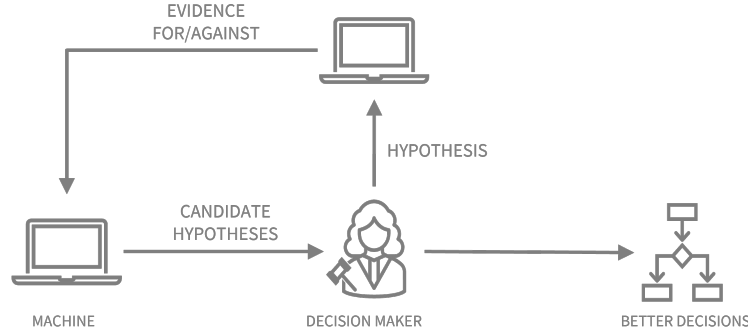 EVIDENCE
FOR/AGAINST
HYPOTHESIS
CANDIDATE
HYPOTHESES
MACHINE
DECISION MAKER
BETTER DECISIONS